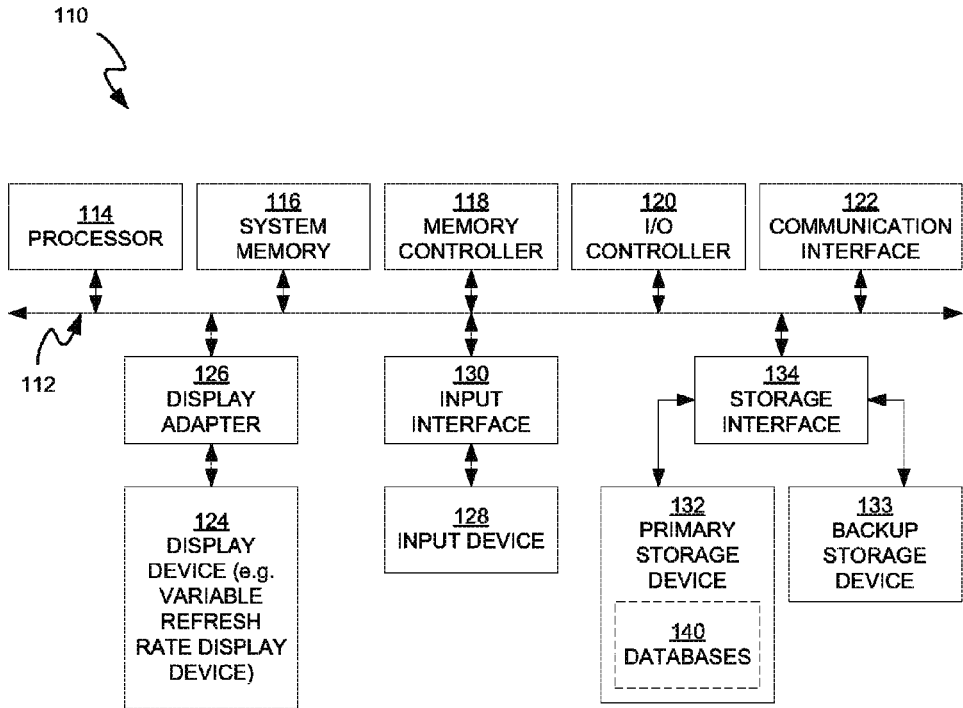 110
114
PROCESSOR
116
SYSTEM
MEMORY
118
MEMORY
CONTROLLER
120
I/O
CONTROLLER
122
COMMUNICATION
INTERFACE
112
126
DISPLAY
ADAPTER
130
INPUT
INTERFACE
134
STORAGE
INTERFACE
124
DISPLAY
DEVICE (e.g.
VARIABLE
REFRESH
RATE DISPLAY
DEVICE)
128
INPUT DEVICE
132
PRIMARY
STORAGE
DEVICE
140
DATABASES
133
BACKUP
STORAGE
DEVICE